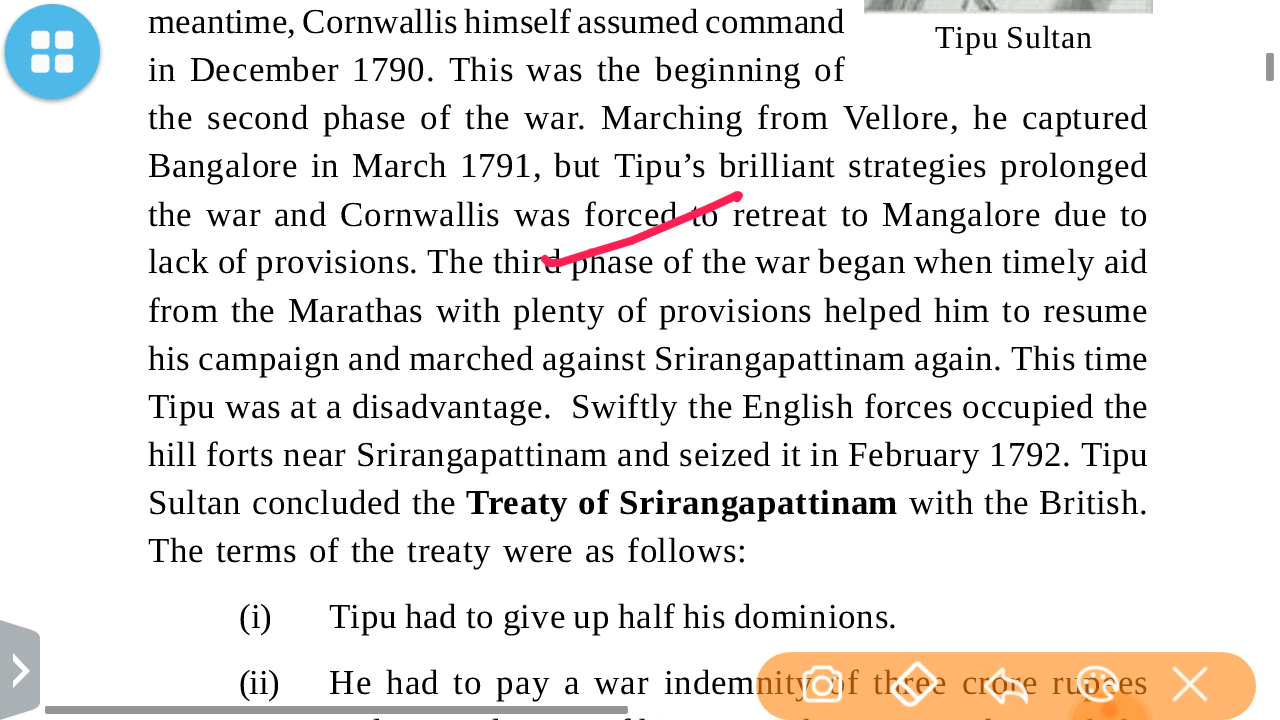 meantime, Cornwallis himself assumed command
Tipu Sultan
in December 1790. This was the beginning of
the second phase of the war. Marching from Vellore, he captured
Bangalore in March 1791, but Tipu’s brilliant strategies prolonged
the war and Cornwallis was forced to retreat to Mangalore due to
lack of provisions. The third phase of the war began when timely aid
from the Marathas with plenty of provisions helped him to resume
his campaign and marched against Srirangapattinam again. This time
Tipu was at a disadvantage. Swiftly the English forces occupied the
hill forts near Srirangapattinam and seized it in February 1792. Tipu
Sultan concluded the Treaty of Srirangapattinam with the British.
The terms of the treaty were as follows:
(i) Tipu had to give up half his dominions.
(ii) He had to pay a war indemnity of three crore rupees